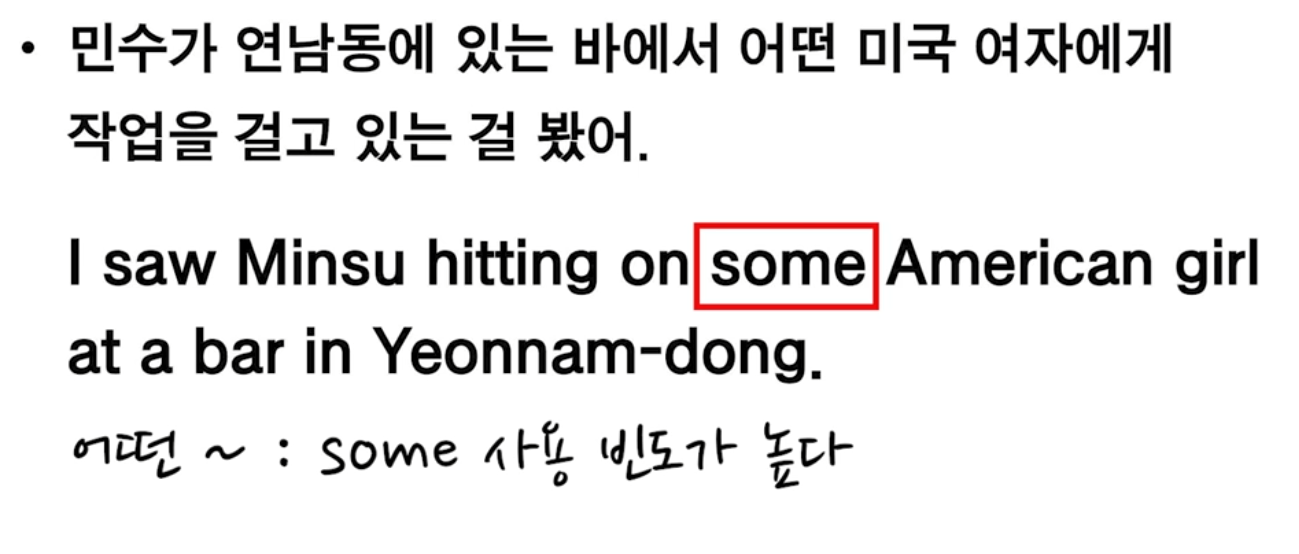 • 민수가 연남동에 있는 바에서 어떤 미국 여자에게
작업을 걸고 있는 걸 봤어.
I saw Minsu hitting on some American girl
at a bar in Yeonnam-dong.
어떤 ~ : some 사용 빈도가 높다